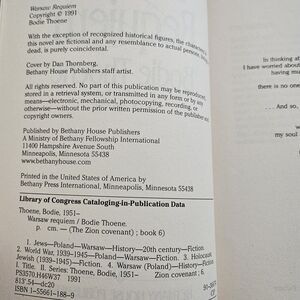 Warsaw Requiem
Copyright © 1991
Bodie Thoene
With the exception of recognized historical figures, the characters in
this novel are fictional and any resemblance to actual persons, living or
dead, is purely coincidental.
Cover by Dan Thornberg,
Bethany House Publishers staff artist.
All rights reserved. No part of this publication may be reproduced,
stored in a retrieval system, or transmitted in any form or by any
means—electronic, mechanical, photocopying, recording, or
otherwise—without the prior written permission of the publisher and
copyright owners.
Published by Bethany House Publishers
A Ministry of Bethany Fellowship International
11400 Hampshire Avenue South
Minneapolis, Minnesota 55438
www.bethanyhouse.com
Printed in the United States of America by
Bethany Press International, Minneapolis, Minnesota 55438
Library of Congress Cataloging-in-Publication Data
Thoene, Bodie, 1951–
Warsaw requiem / Bodie Thoene.
p. cm. — (The Zion covenant ; book 6)
1. Jews—Poland—Warsaw—History—20th century—Fiction.
2. World War, 1939–1945—Poland—Warsaw—Fiction. 3. Holocaust,
Jewish (1939–1945)—Fiction. 4. Warsaw (Poland)—History—Fiction.
I. Title. II. Series: Thoene, Bodie, 1951– Zion covenant ; 6.
PS3570.H46W37 1991
813'.54—dc20
ISBN 1-55661-188-9
CIP
In thinking
I have worried about
having mu
there is no one
. . . And so,
W
my soul